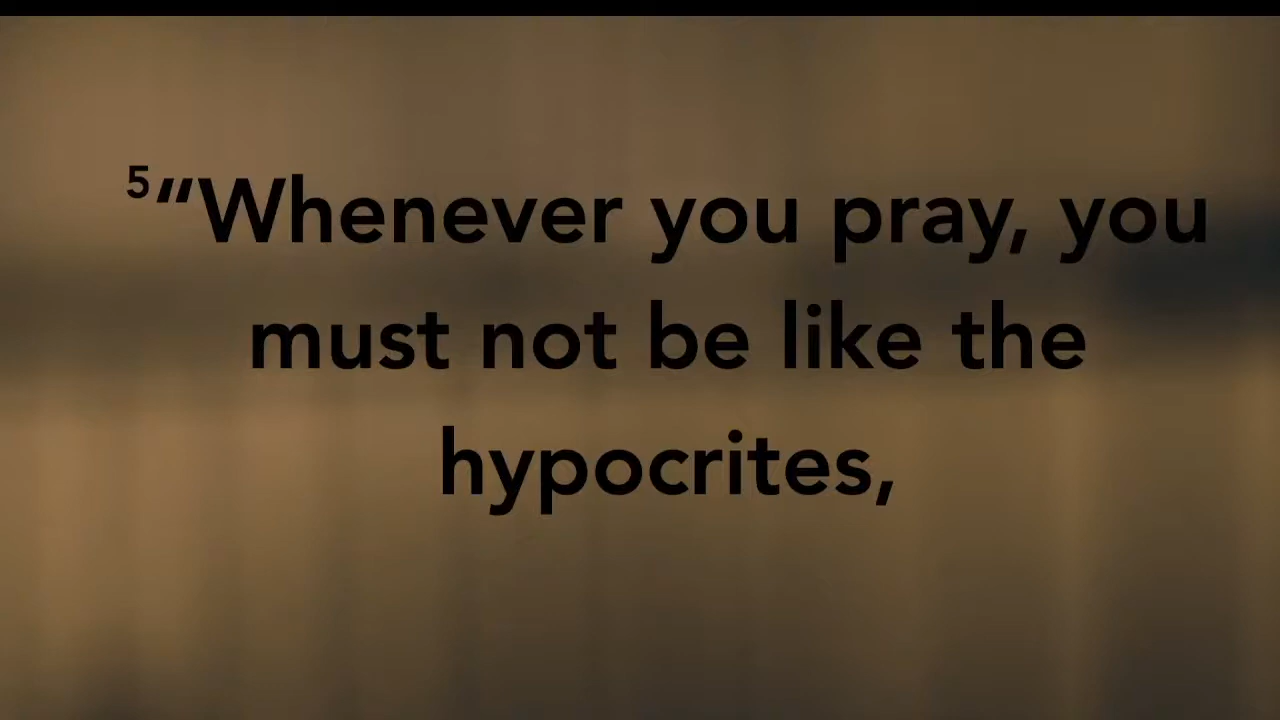 ⁵“Whenever you pray, you
must not be like the
hypocrites,